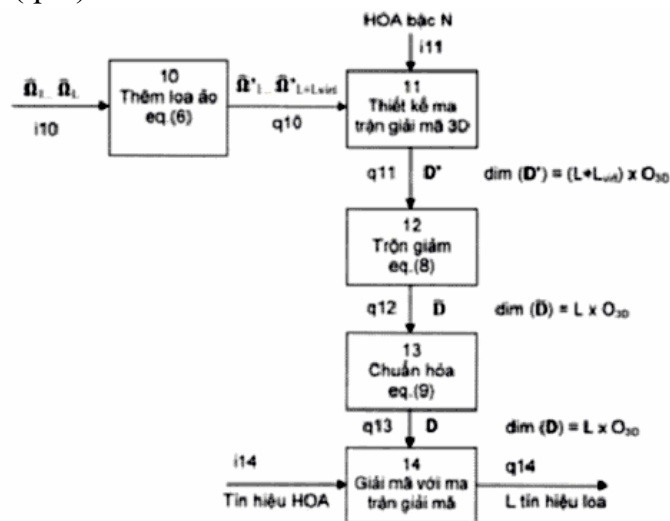 HOA bậc N
i11
Ω̂₁... Ω̂_L
i10
10
Thêm loa ảo
eq.(6)
q10
11
Thiết kế ma
trận giải mã 3D
q11 D' dim (D') = (L+Lvirt) x O3D
12
Trộn giảm
eq.(8)
q12 D̃ dim (D̃) = L x O3D
13
Chuẩn hóa
eq.(9)
q13 D dim (D) = L x O3D
i14
Tín hiệu HOA
14
Giải mã với ma
trận giải mã
q14
L tín hiệu loa